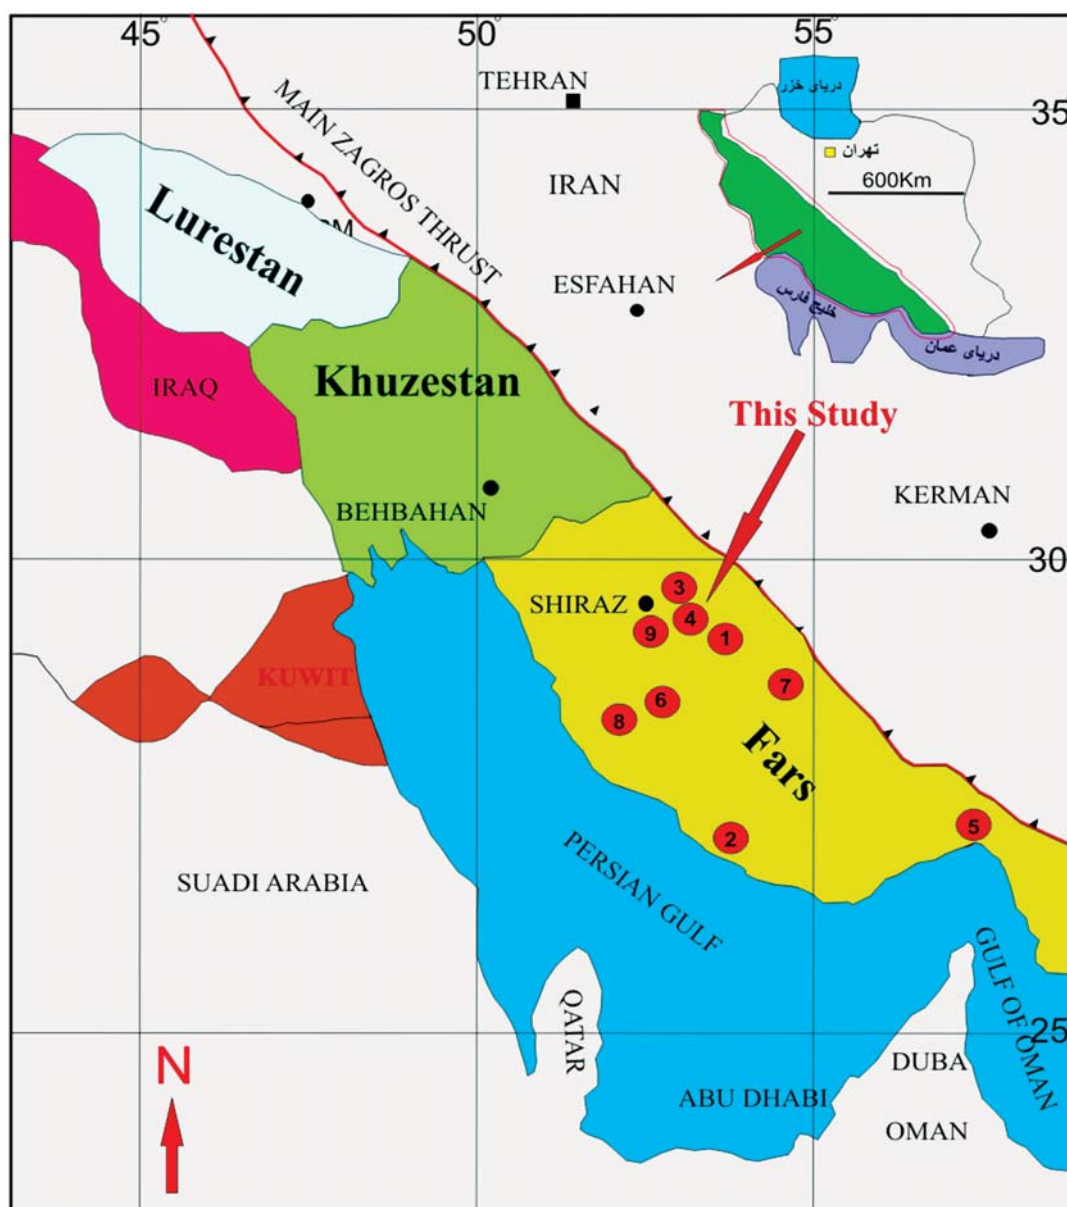 45°
50°
55°
TEHRAN
35
MAIN ZAGROS THRUST
IRAN
دریای خزر
تهران
600Km
Lurestan
ESFAHAN
خلیج فارس
دریای عمان
IRAQ
Khuzestan
This Study
BEHBAHAN
KERMAN
30
SHIRAZ
3
4
9
1
7
6
8
KUWIT
Fars
2
5
SUADI ARABIA
PERSIAN GULF
GULF OF OMAN
QATAR
25
N
DUBA
ABU DHABI
OMAN